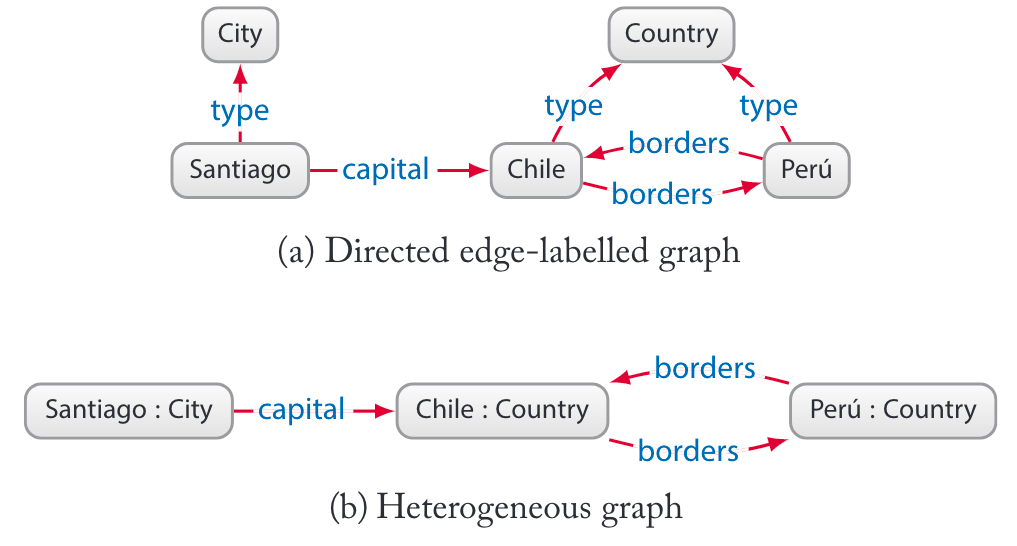 City Country
type type type
borders
Santiago capital Chile Perú
borders
(a) Directed edge-labelled graph
borders
Santiago : City capital Chile : Country Perú : Country
borders
(b) Heterogeneous graph